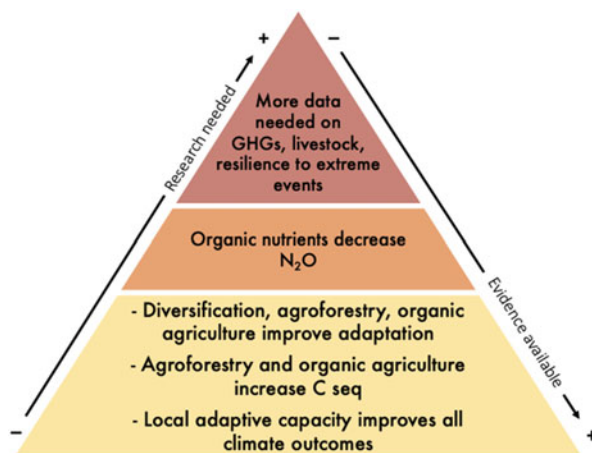 +
−
Research needed
More data
needed on
GHGs, livestock,
resilience to extreme
events
Organic nutrients decrease
N₂O
Evidence available
- Diversification, agroforestry, organic
agriculture improve adaptation
- Agroforestry and organic agriculture
increase C seq
- Local adaptive capacity improves all
climate outcomes
−
+